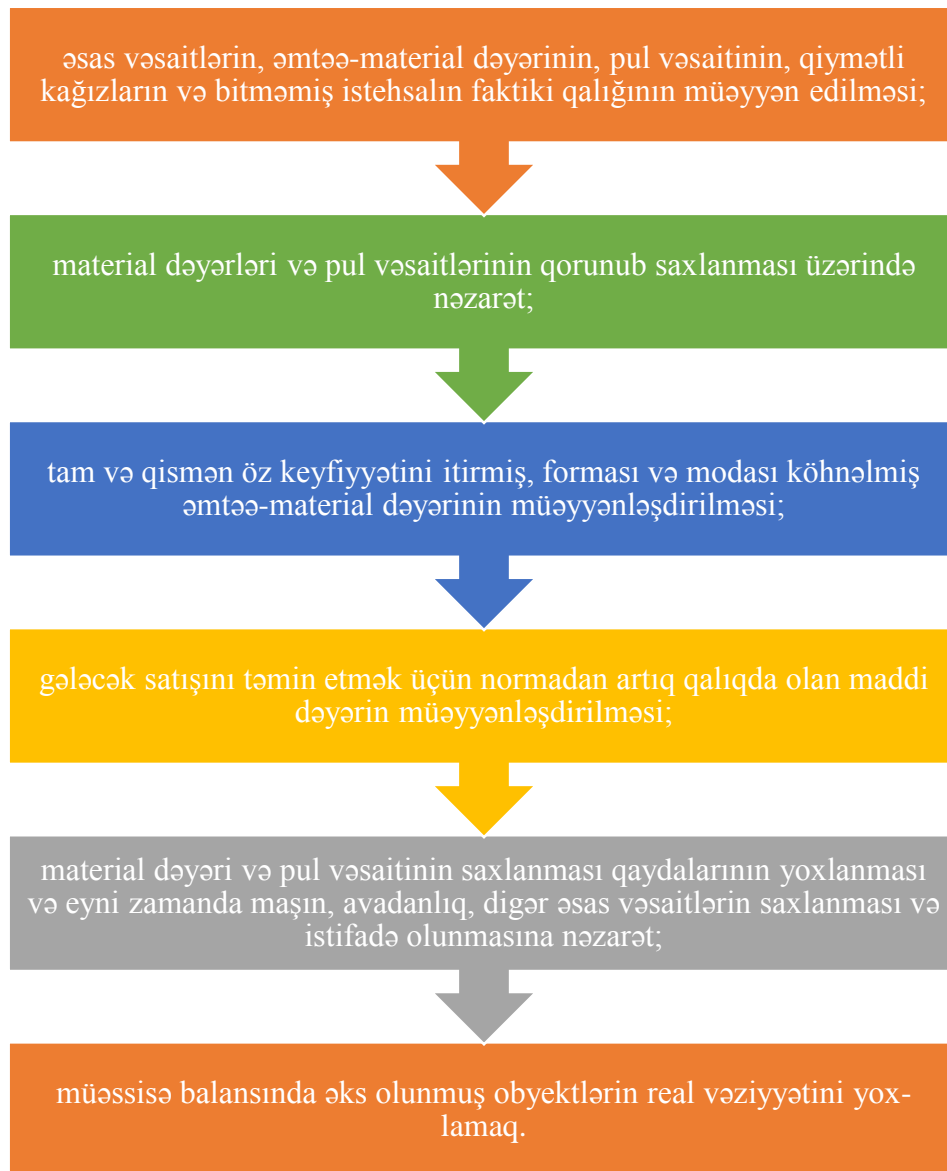 əsas vəsaitlərin, əmtəə-material dəyərinin, pul vəsaitinin, qiymətli
kağızların və bitməmiş istehsalın faktiki qalığının müəyyən edilməsi;
material dəyərləri və pul vəsaitlərinin qorunub saxlanması üzərində
nəzarət;
tam və qismən öz keyfiyyətini itirmiş, forması və modası köhnəlmiş
əmtəə-material dəyərinin müəyyənləşdirilməsi;
gələcək satışını təmin etmək üçün normadan artıq qalıqda olan maddi
dəyərin müəyyənləşdirilməsi;
material dəyəri və pul vəsaitinin saxlanması qaydalarının yoxlanması
və eyni zamanda maşın, avadanlıq, digər əsas vəsaitlərin saxlanması və
istifadə olunmasına nəzarət;
müəssisə balansında əks olunmuş obyektlərin real vəziyyətini yox-
lamaq.